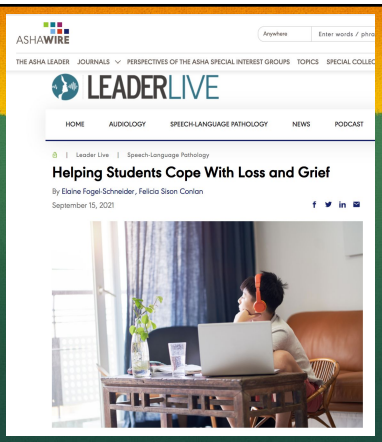 ASHAWIRE
Anywhere Enter words / phra
THE ASHA LEADER JOURNALS PERSPECTIVES OF THE ASHA SPECIAL INTEREST GROUPS TOPICS SPECIAL COLLEC
LEADERLIVE
HOME AUDIOLOGY SPEECH-LANGUAGE PATHOLOGY NEWS PODCAST
| Leader Live | Speech-Language Pathology
Helping Students Cope With Loss and Grief
By Elaine Fogel-Schneider, Felicia Sison Conlan
September 15, 2021